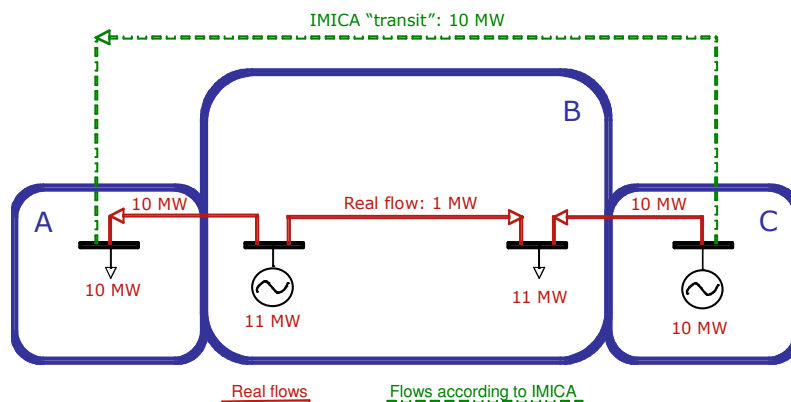 IMICA “transit”: 10 MW
B
A
C
10 MW
Real flow: 1 MW
10 MW
10 MW
11 MW
11 MW
10 MW
Real flows
Flows according to IMICA